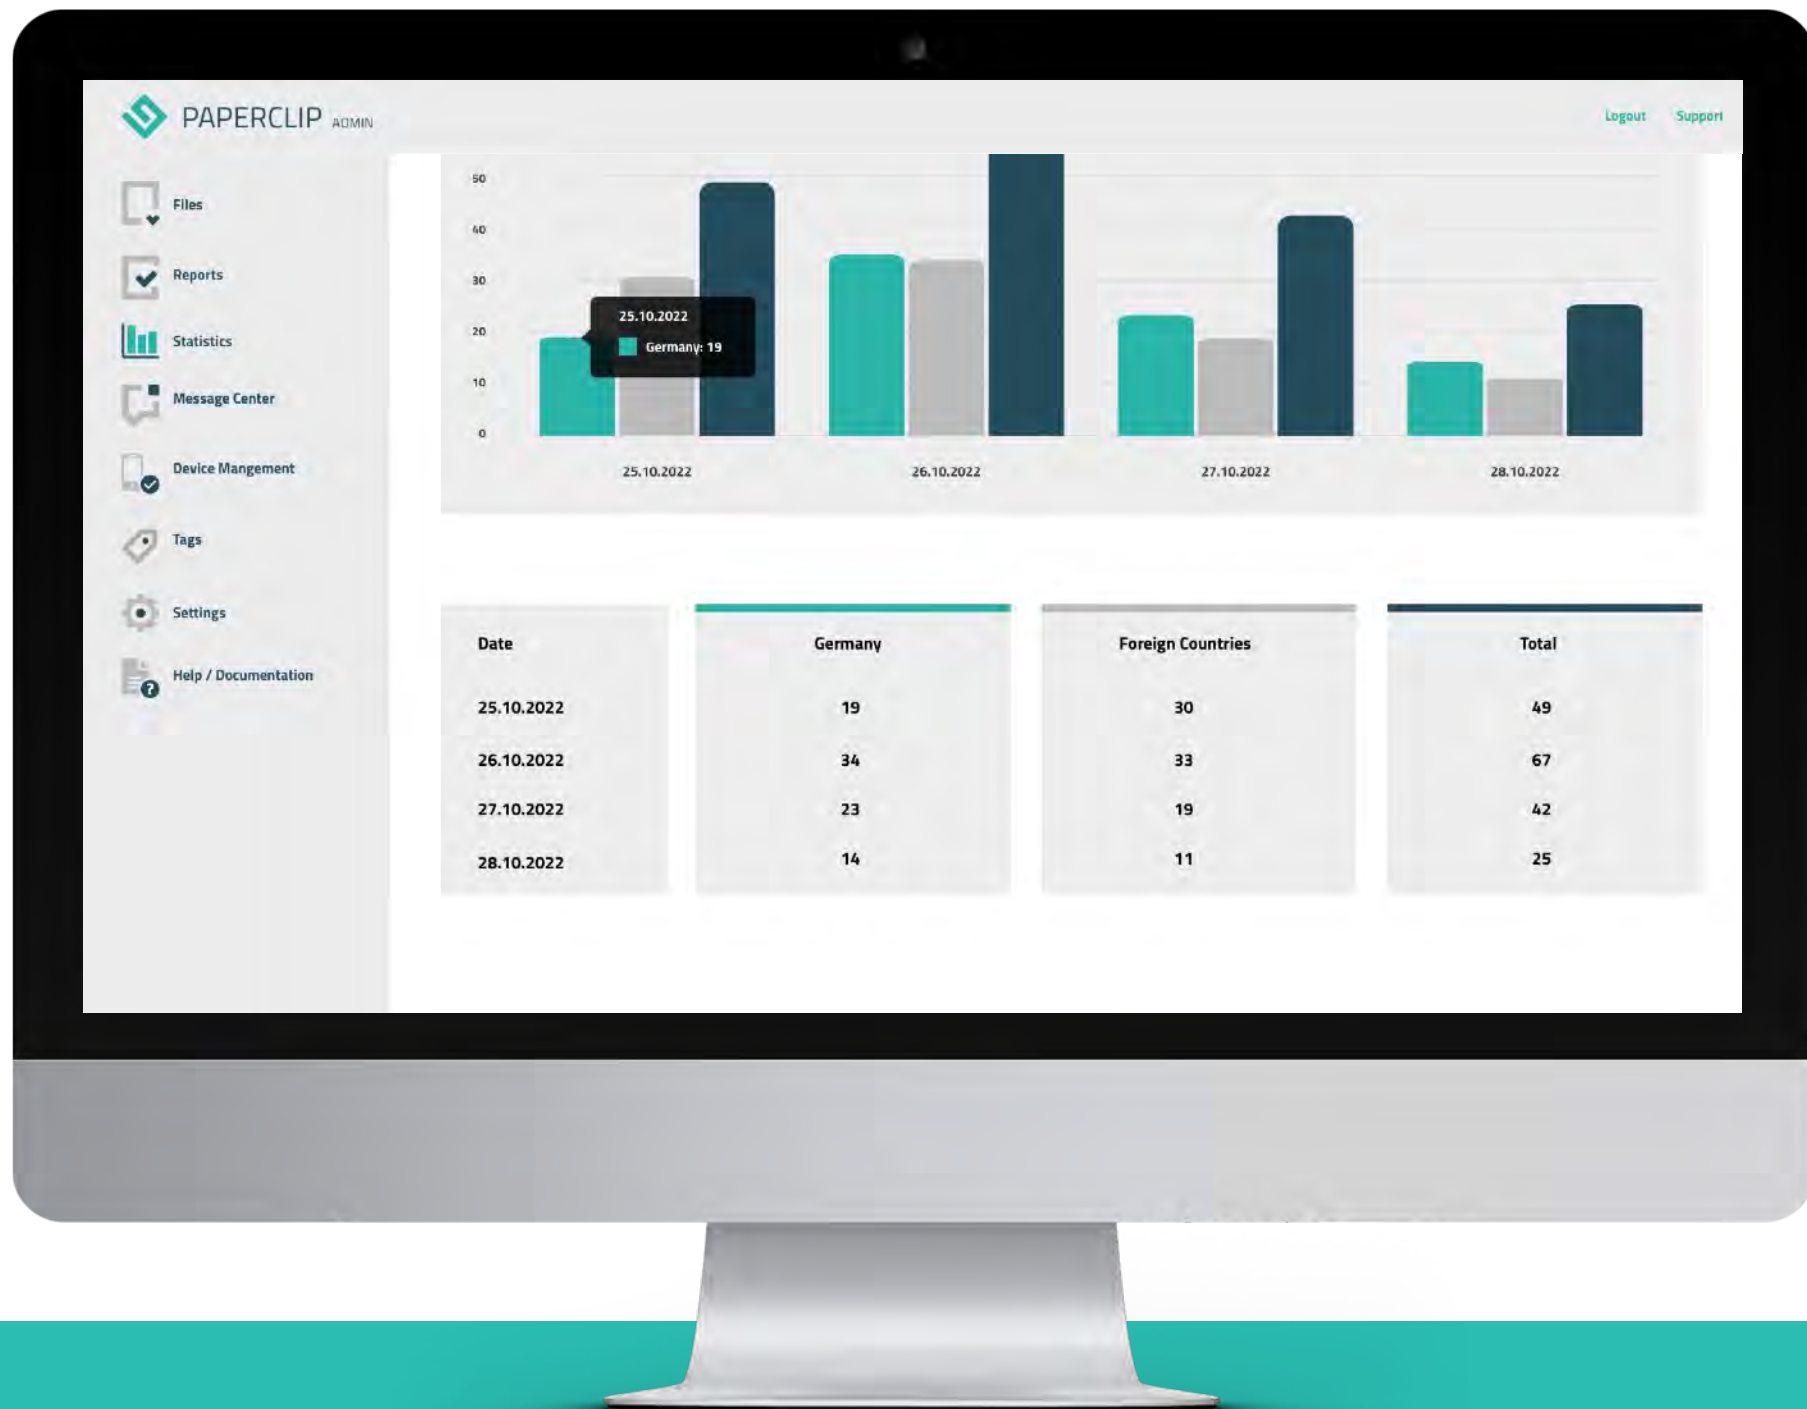 PAPERCLIP ADMIN
Logout Support
Files
Reports
Statistics
Message Center
Device Mangement
Tags
Settings
Help / Documentation
50
40
30
20
10
0
25.10.2022
Germany: 19
25.10.2022 26.10.2022 27.10.2022 28.10.2022
Date Germany Foreign Countries Total
25.10.2022 19 30 49
26.10.2022 34 33 67
27.10.2022 23 19 42
28.10.2022 14 11 25